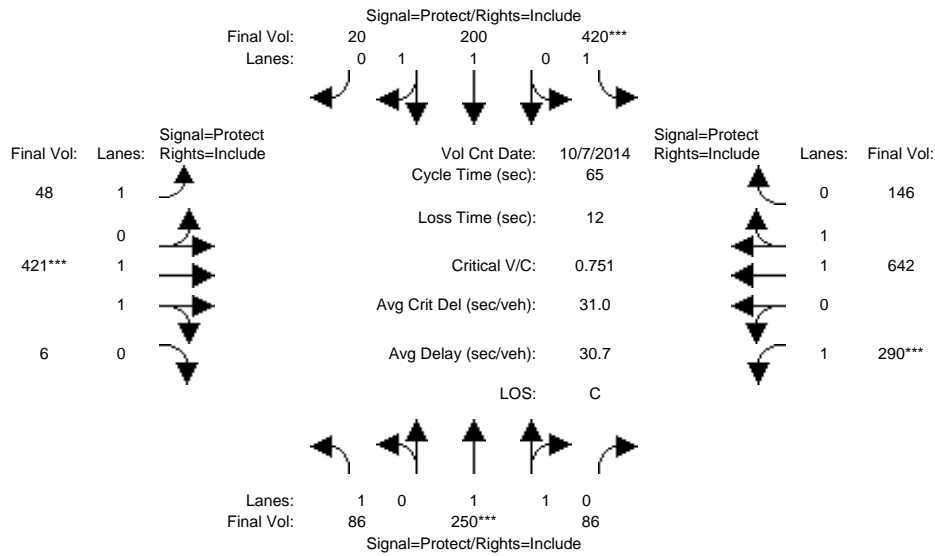 Signal=Protect/Rights=Include
Final Vol: 20 200 420***
Lanes: 0 1 1 0 1
Signal=Protect
Final Vol: Lanes: Rights=Include
Vol Cnt Date: 10/7/2014
Signal=Protect
Rights=Include Lanes: Final Vol:
Cycle Time (sec): 65
48 1
0 146
Loss Time (sec): 12
0
1
421*** 1
Critical V/C: 0.751
1 642
1
Avg Crit Del (sec/veh): 31.0
0
6 0
Avg Delay (sec/veh): 30.7
1 290***
LOS: C
Lanes: 1 0 1 1 0
Final Vol: 86 250*** 86
Signal=Protect/Rights=Include